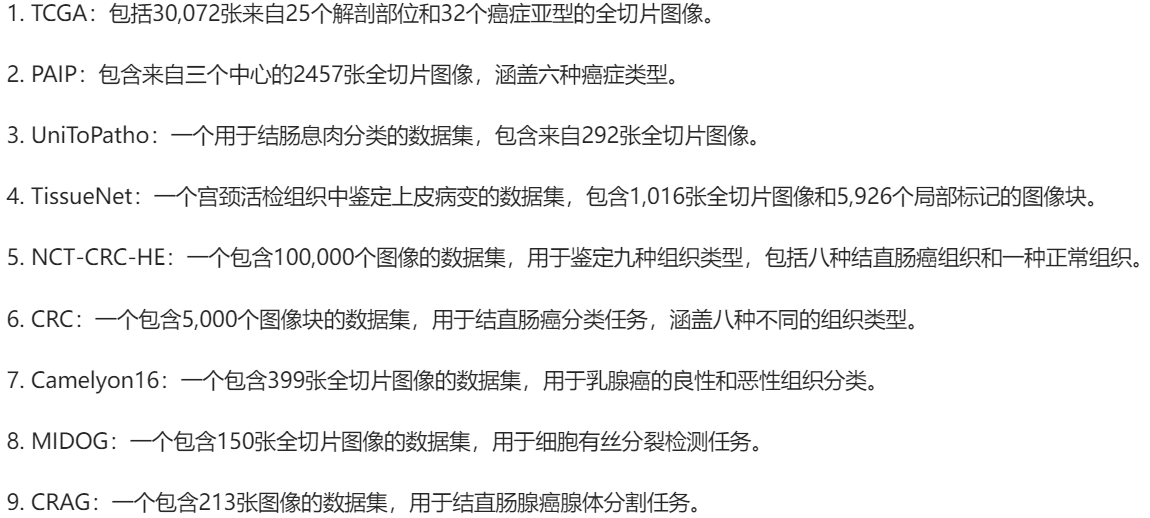 1. TCGA：包括30,072张来自25个解剖部位和32个癌症亚型的全切片图像。
2. PAIP：包含来自三个中心的2457张全切片图像，涵盖六种癌症类型。
3. UniToPatho：一个用于结肠息肉分类的数据集，包含来自292张全切片图像。
4. TissueNet：一个宫颈活检组织中鉴定上皮病变的数据集，包含1,016张全切片图像和5,926个局部标记的图像块。
5. NCT-CRC-HE：一个包含100,000个图像的数据集，用于鉴定九种组织类型，包括八种结直肠癌组织和一种正常组织。
6. CRC：一个包含5,000个图像块的数据集，用于结直肠癌分类任务，涵盖八种不同的组织类型。
7. Camelyon16：一个包含399张全切片图像的数据集，用于乳腺癌的良性和恶性组织分类。
8. MIDOG：一个包含150张全切片图像的数据集，用于细胞有丝分裂检测任务。
9. CRAG：一个包含213张图像的数据集，用于结直肠腺癌腺体分割任务。